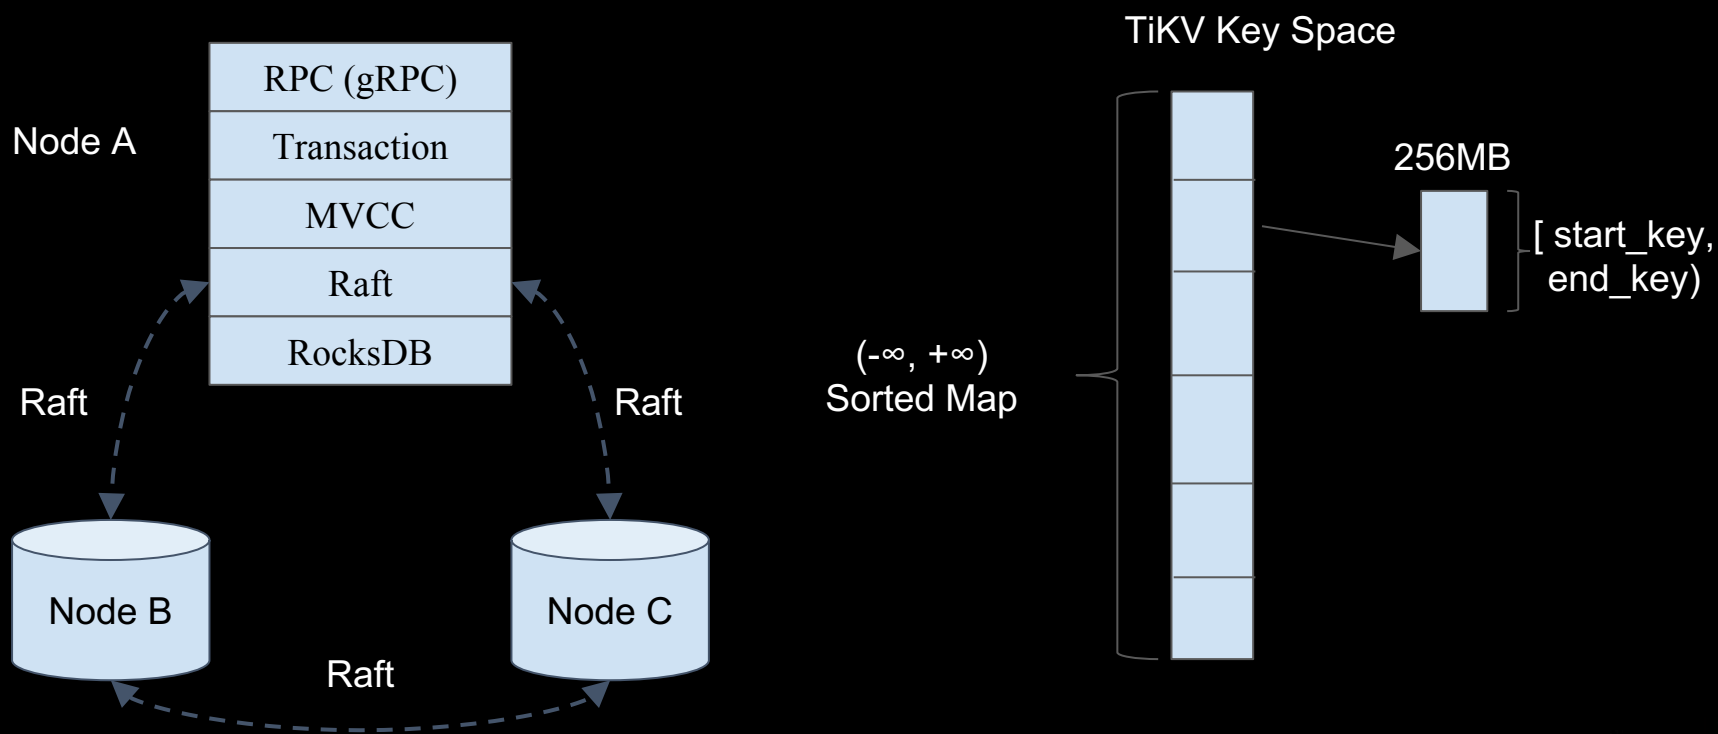 Node A
RPC (gRPC)
Transaction
MVCC
Raft
RocksDB
Raft
Raft
Node B
Node C
Raft
TiKV Key Space
(-∞, +∞)
Sorted Map
256MB
[ start_key,
end_key)